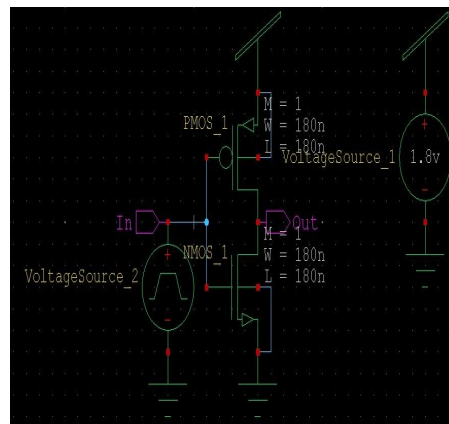 M = 1
PMOS_1
W = 180n
L = 180n
VoltageSource_1
1.8v
In
Out
M = 1
NMOS_1
W = 180n
VoltageSource_2
L = 180n